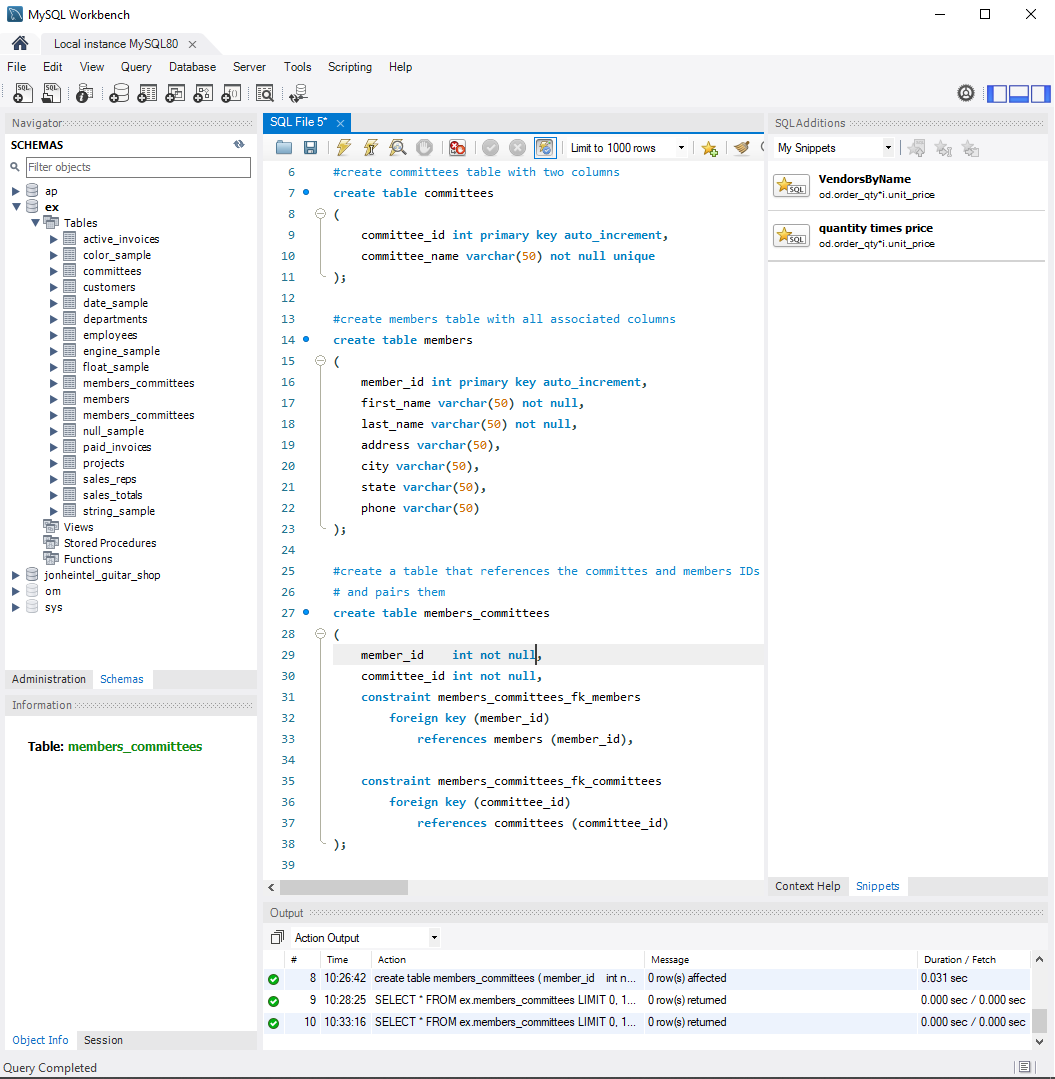 MySQL Workbench
Local instance MySQL80
File Edit View Query Database Server Tools Scripting Help
Navigator
SCHEMAS
Filter objects
ap
ex
Tables
active_invoices
color_sample
committees
customers
date_sample
departments
employees
engine_sample
float_sample
members_committees
members
members_committees
null_sample
paid_invoices
projects
sales_reps
sales_totals
string_sample
Views
Stored Procedures
Functions
jonheintel_guitar_shop
om
sys
Administration Schemas
Information
Table: members_committees
Object Info Session
SQL File 5*
Limit to 1000 rows
6 #create committees table with two columns
7 create table committees
8 (
9 committee_id int primary key auto_increment,
10 committee_name varchar(50) not null unique
11 );
12
13 #create members table with all associated columns
14 create table members
15 (
16 member_id int primary key auto_increment,
17 first_name varchar(50) not null,
18 last_name varchar(50) not null,
19 address varchar(50),
20 city varchar(50),
21 state varchar(50),
22 phone varchar(50)
23 );
24
25 #create a table that references the committes and members IDs
26 # and pairs them
27 create table members_committees
28 (
29 member_id    int not null,
30 committee_id int not null,
31 constraint members_committees_fk_members
32 foreign key (member_id)
33 references members (member_id),
34
35 constraint members_committees_fk_committees
36 foreign key (committee_id)
37 references committees (committee_id)
38 );
39
SQLAdditions
My Snippets
SQL VendorsByName
od.order_qty*i.unit_price
SQL quantity times price
od.order_qty*i.unit_price
Context Help Snippets
Output
Action Output
# Time Action Message Duration / Fetch
8 10:26:42 create table members_committees ( member_id    int n... 0 row(s) affected 0.031 sec
9 10:28:25 SELECT * FROM ex.members_committees LIMIT 0, 1... 0 row(s) returned 0.000 sec / 0.000 sec
10 10:33:16 SELECT * FROM ex.members_committees LIMIT 0, 1... 0 row(s) returned 0.000 sec / 0.000 sec
Query Completed